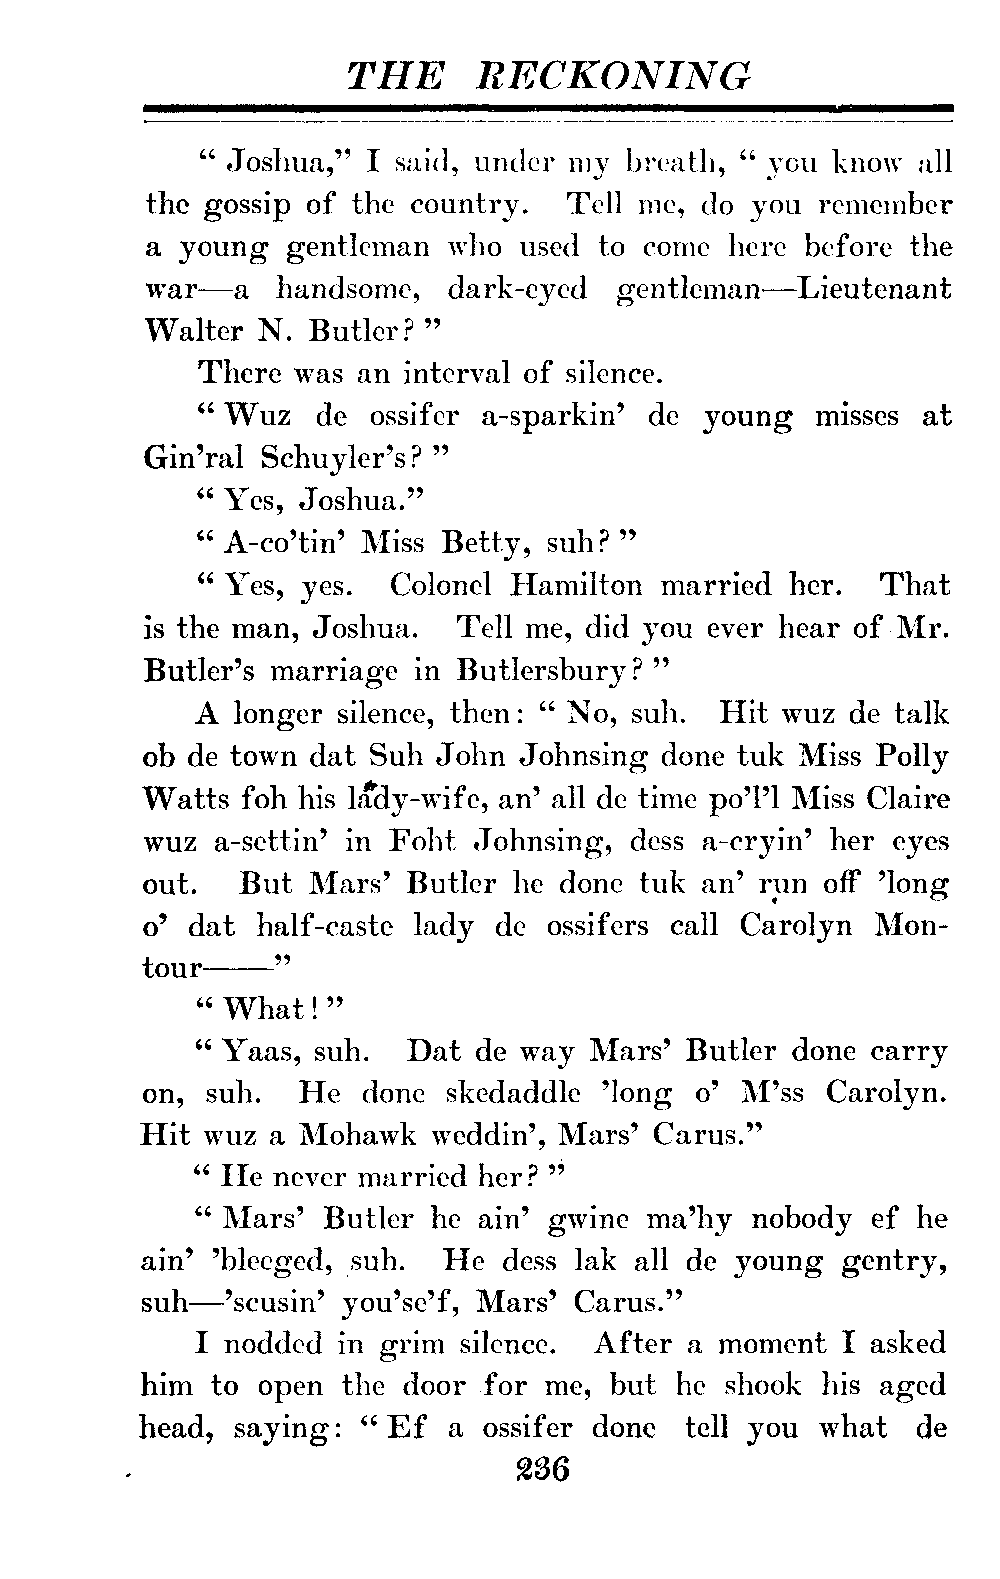 THE RECKONING
“ Joshua,” I said, under my breath, “ you know all
the gossip of the country. Tell me, do you remember
a young gentleman who used to come here before the
war—a handsome, dark-eyed gentleman—Lieutenant
Walter N. Butler? ”
There was an interval of silence.
“ Wuz de ossifer a-sparkin’ de young misses at
Gin’ral Schuyler’s? ”
“ Yes, Joshua.”
“ A-co’tin’ Miss Betty, suh? ”
“ Yes, yes. Colonel Hamilton married her. That
is the man, Joshua. Tell me, did you ever hear of Mr.
Butler’s marriage in Butlersbury? ”
A longer silence, then: “ No, suh. Hit wuz de talk
ob de town dat Suh John Johnsing done tuk Miss Polly
Watts foh his lady-wife, an’ all de time po’l’l Miss Claire
wuz a-settin’ in Foht Johnsing, dess a-cryin’ her eyes
out. But Mars’ Butler he done tuk an’ run off ’long
o’ dat half-caste lady de ossifers call Carolyn Mon-
tour——”
“ What! ”
“ Yaas, suh. Dat de way Mars’ Butler done carry
on, suh. He done skedaddle ’long o’ M’ss Carolyn.
Hit wuz a Mohawk weddin’, Mars’ Carus.”
“ He never married her? ”
“ Mars’ Butler he ain’ gwine ma’hy nobody ef he
ain’ ’bleeged, suh. He dess lak all de young gentry,
suh—’scusin’ you’se’f, Mars’ Carus.”
I nodded in grim silence. After a moment I asked
him to open the door for me, but he shook his aged
head, saying: “ Ef a ossifer done tell you what de
236